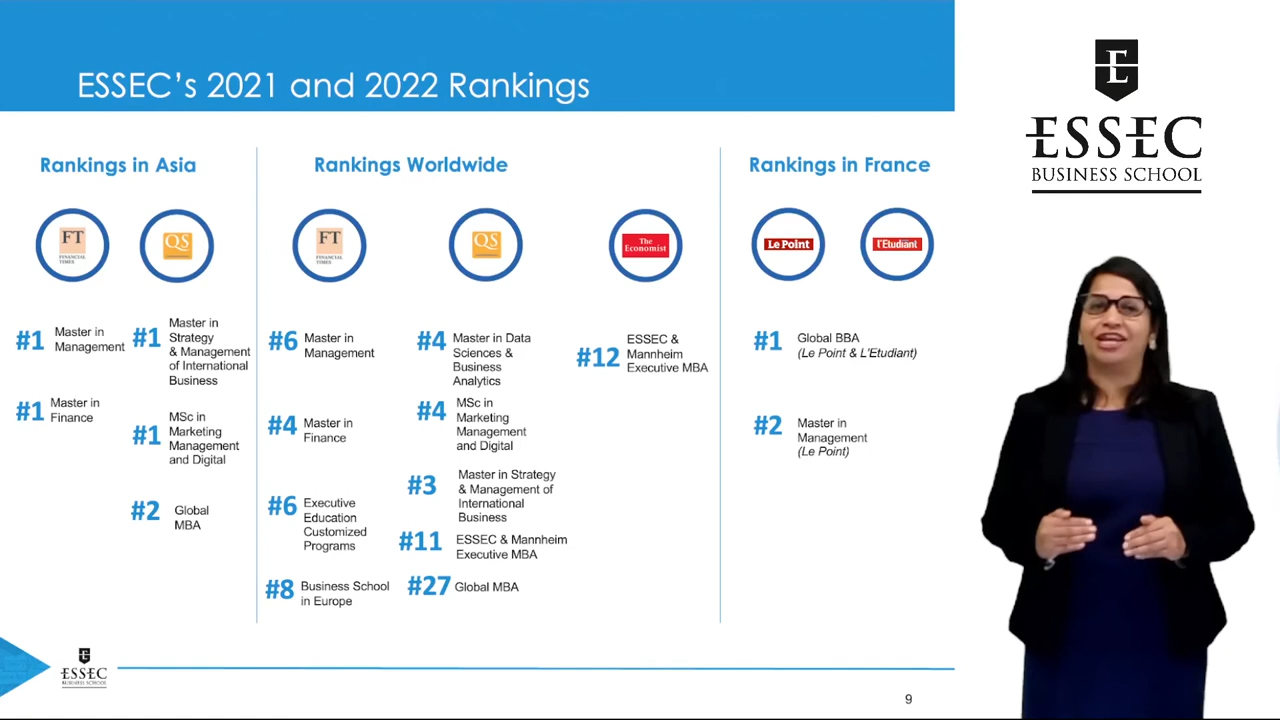 ESSEC's 2021 and 2022 Rankings
E
ESSEC
BUSINESS SCHOOL
Rankings in Asia
FT
FINANCIAL
TIMES
QS
#1 Master in
Management
#1 Master in
Finance
#1 Master in
Strategy
& Management
of International
Business
#1 MSc in
Marketing
Management
and Digital
#2 Global
MBA
Rankings Worldwide
FT
FINANCIAL
TIMES
QS
The
Economist
#6 Master in
Management
#4 Master in
Finance
#6 Executive
Education
Customized
Programs
#8 Business School
in Europe
#4 Master in Data
Sciences &
Business
Analytics
#4 MSc in
Marketing
Management
and Digital
#3 Master in Strategy
& Management of
International
Business
#11 ESSEC & Mannheim
Executive MBA
#27 Global MBA
#12 ESSEC &
Mannheim
Executive MBA
Rankings in France
Le Point
l'Etudiant
#1 Global BBA
(Le Point & L'Etudiant)
#2 Master in
Management
(Le Point)
ESSEC
BUSINESS SCHOOL
9